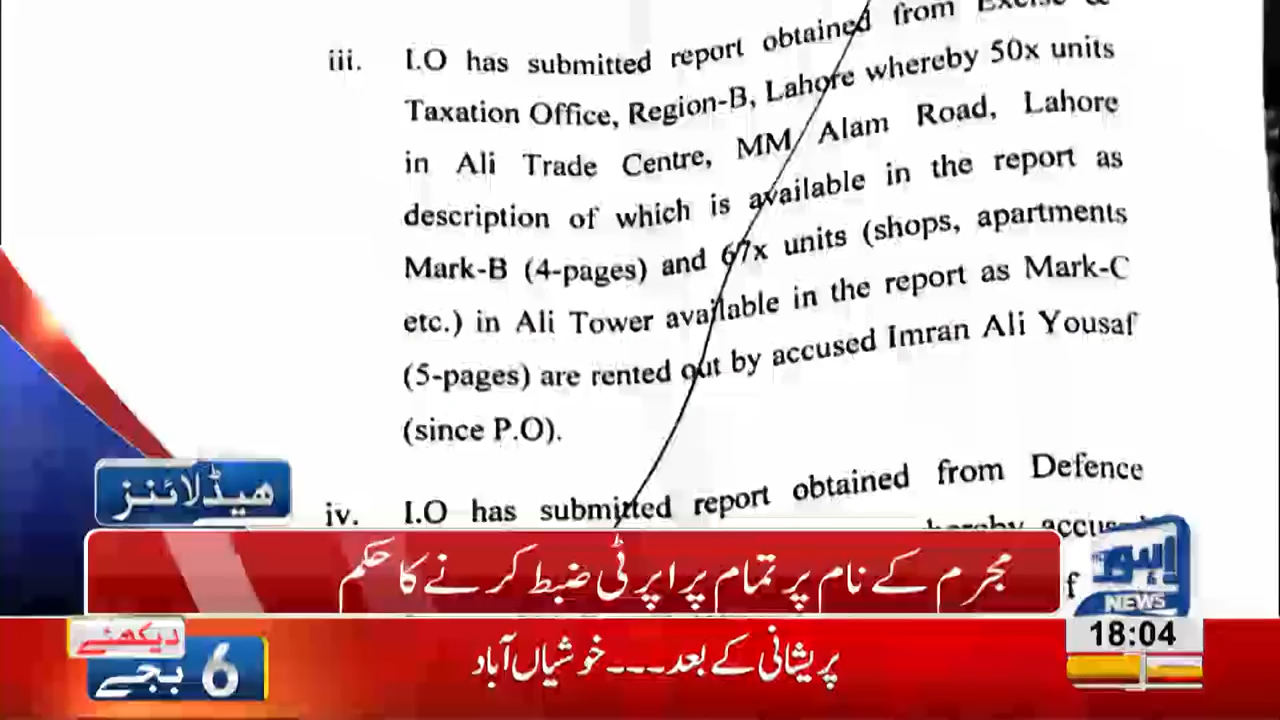 iii. I.O has submitted report obtained from Excise &
Taxation Office, Region-B, Lahore whereby 50x units
in Ali Trade Centre, MM Alam Road, Lahore
description of which is available in the report as
Mark-B (4-pages) and 67x units (shops, apartments
etc.) in Ali Tower available in the report as Mark-C
(5-pages) are rented out by accused Imran Ali Yousaf
(since P.O).
iv. I.O has submitted report obtained from Defence
accused
ہیڈلائنز
مجرم کے نام پر تمام پراپرٹی ضبط کرنے کا حکم
لاہور
NEWS
18:04
دیکھئے
6 بجے
پریشانی کے بعد۔۔۔خوشیاں آباد